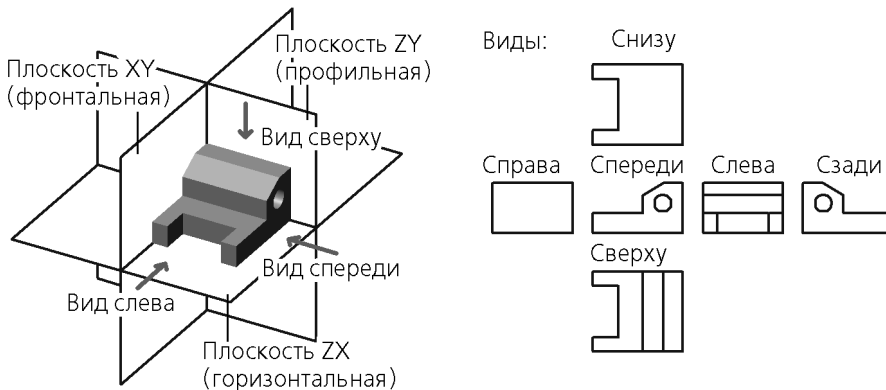 Плоскость XY
(фронтальная)
Плоскость ZY
(профильная)
Вид сверху
Вид спереди
Вид слева
Плоскость ZX
(горизонтальная)
Виды:
Снизу
Справа
Спереди
Слева
Сзади
Сверху